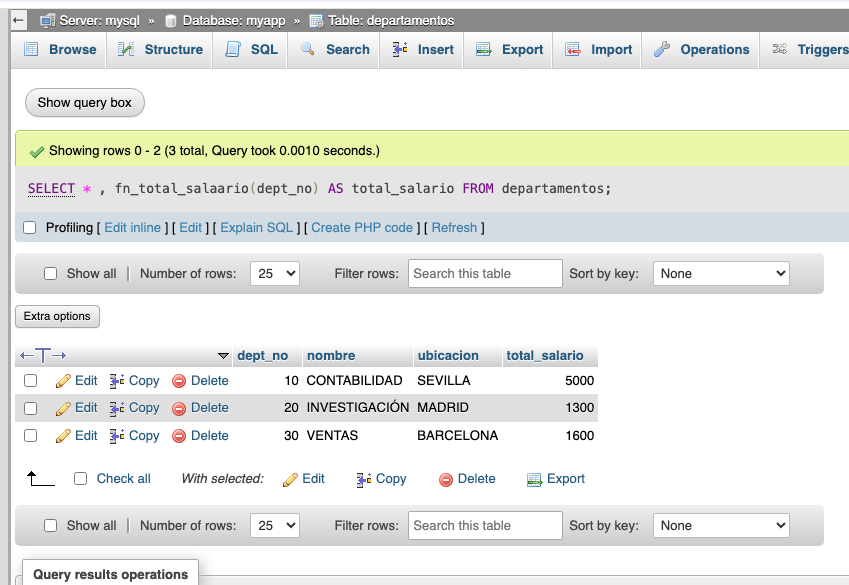 Server: mysql » Database: myapp » Table: departamentos
Browse Structure SQL Search Insert Export Import Operations Triggers
Show query box
Showing rows 0 - 2 (3 total, Query took 0.0010 seconds.)
SELECT * , fn_total_salaario(dept_no) AS total_salario FROM departamentos;
Profiling [ Edit inline ] [ Edit ] [ Explain SQL ] [ Create PHP code ] [ Refresh ]
Show all | Number of rows: 25 Filter rows: Search this table Sort by key: None
Extra options
dept_no nombre ubicacion total_salario
Edit Copy Delete 10 CONTABILIDAD SEVILLA 5000
Edit Copy Delete 20 INVESTIGACIÓN MADRID 1300
Edit Copy Delete 30 VENTAS BARCELONA 1600
Check all With selected: Edit Copy Delete Export
Show all | Number of rows: 25 Filter rows: Search this table Sort by key: None
Query results operations